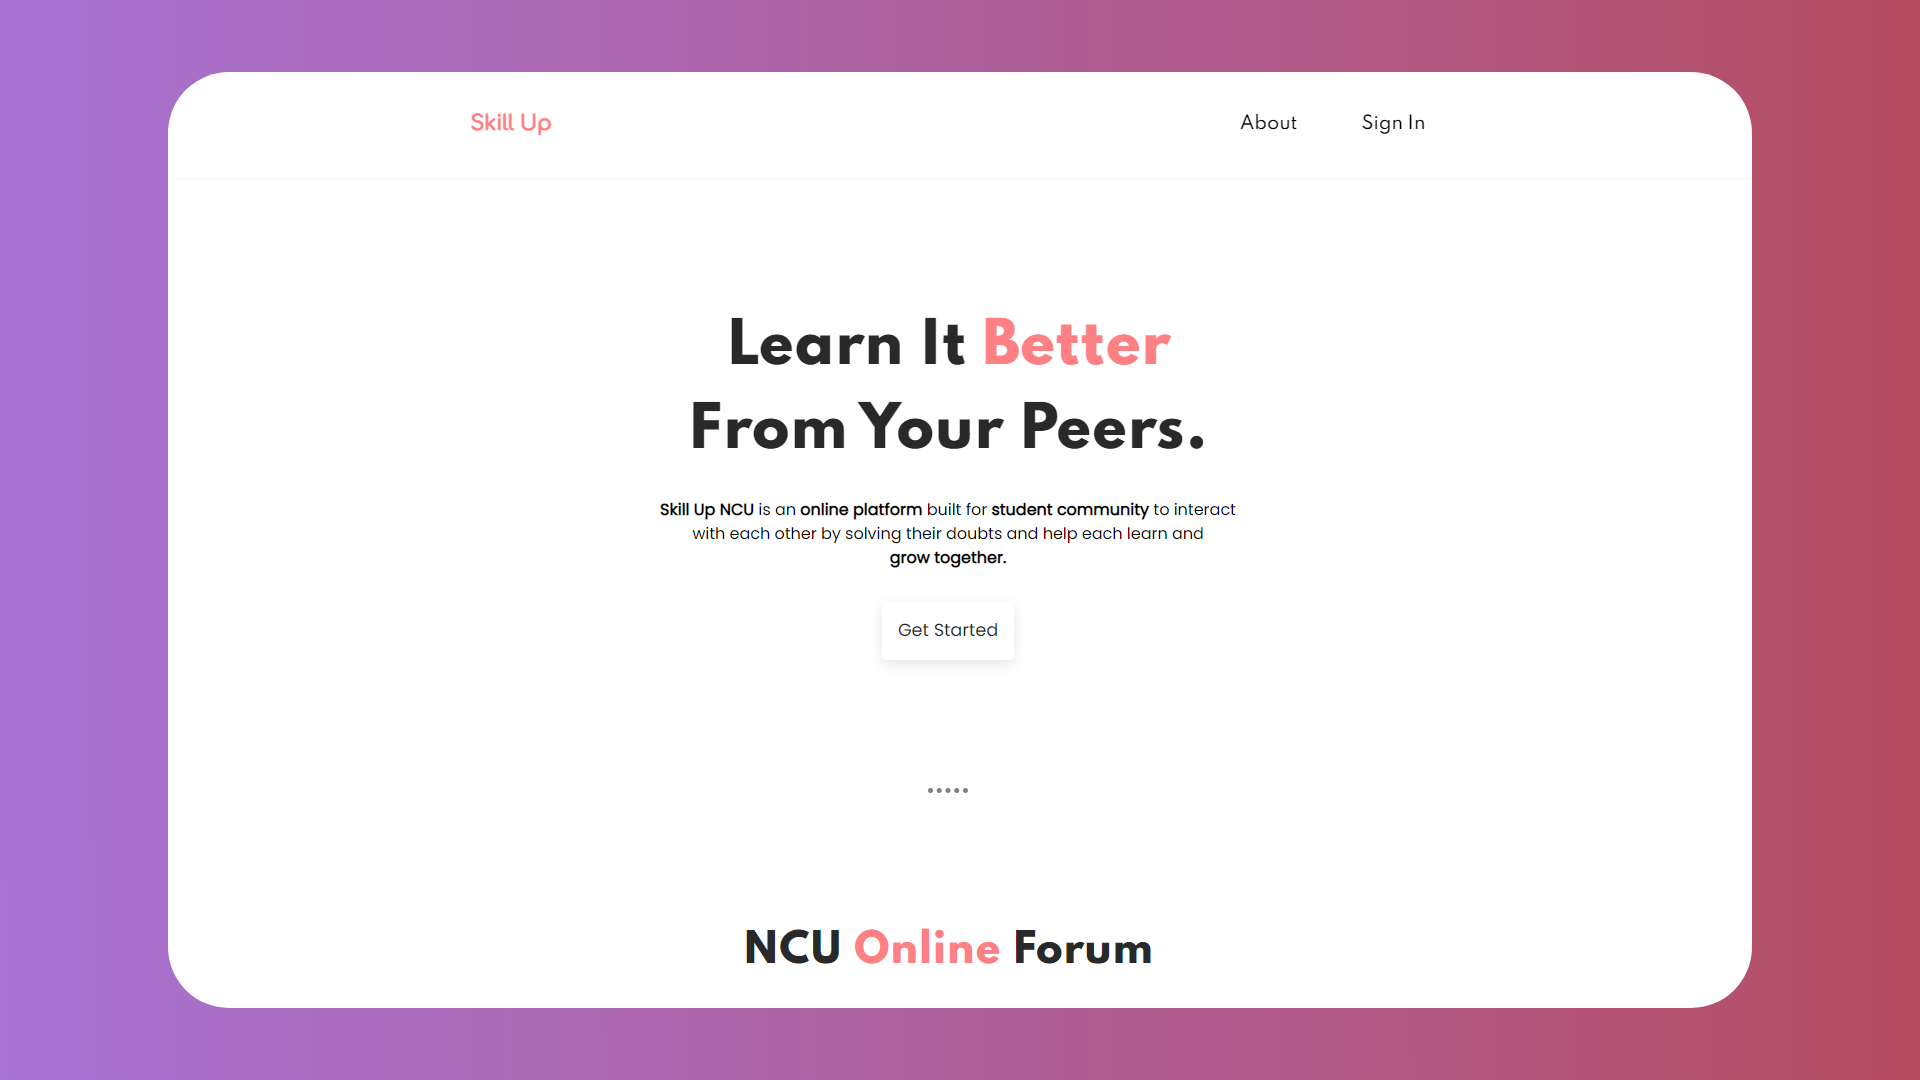 Skill Up
About
Sign In
Learn It Better
From Your Peers.
Skill Up NCU is an online platform built for student community to interact
with each other by solving their doubts and help each learn and
grow together.
Get Started
NCU Online Forum